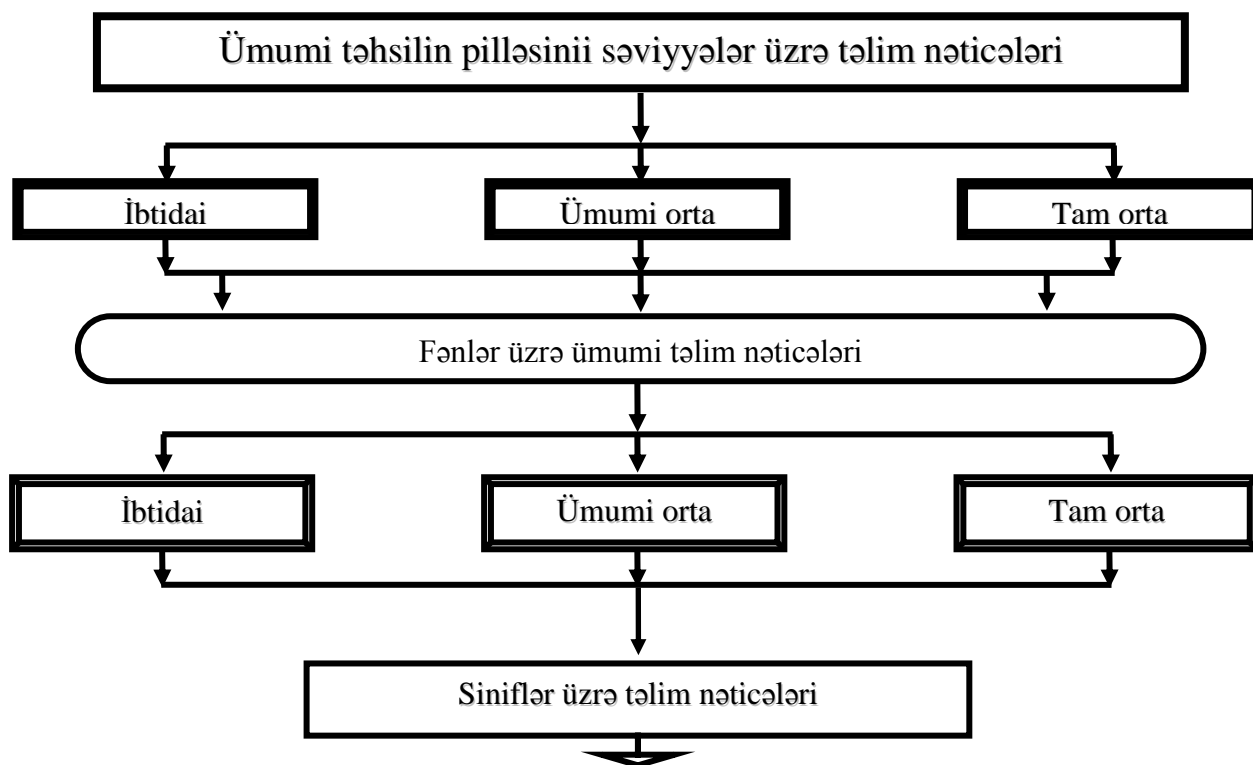 Ümumi təhsilin pilləsinii səviyyələr üzrə təlim nəticələri
İbtidai
Ümumi orta
Tam orta
Fənlər üzrə ümumi təlim nəticələri
İbtidai
Ümumi orta
Tam orta
Siniflər üzrə təlim nəticələri